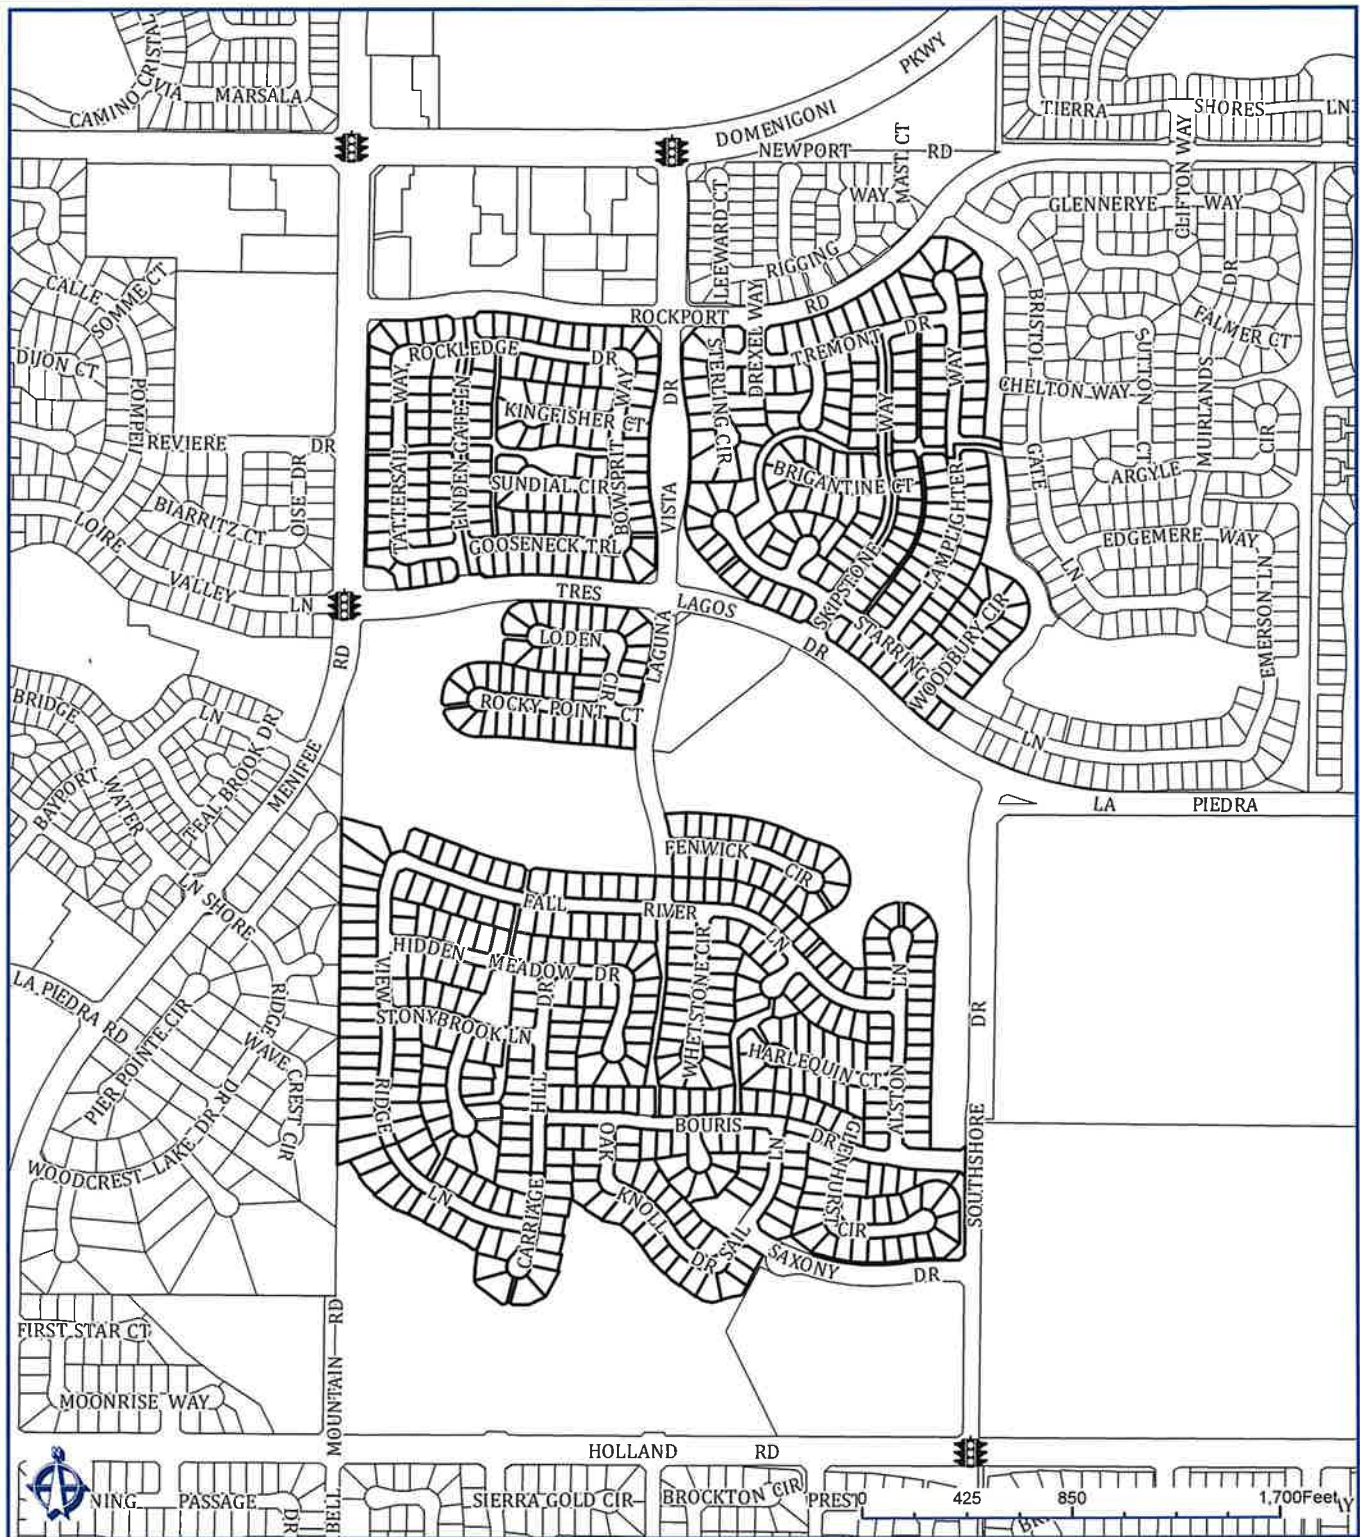 CAMINO CRISTAL
VIA MARSALA
DOMENIGONI PKWY
NEWPORT RD
TIERRA SHORES LN
MAST CT
CLIFTON WAY
LEEWARD CT
WAY
GLENNERYE WAY
RIGGING
DR
CALLE
SOMME CT
DIJON CT
POMPEII
REVIERE DR
OISE DR
BIARRITZ CT
LOIRE VALLEY LN
ROCKPORT RD
ROCKLEDGE DR
KINGFISHER CT
SUNDIAL CIR
GOOSENECK TRL
TATTERSAIL WAY
LINDEN GATE LN
BOWSPRIT WAY
VISTA DR
STERLING CIR
DREXEL WAY
TREMONT DR
WAY
WAY
BRIGANTINE CT
SKIPSTONE
LAMPLIGHTER
STARRING LN
WOODBURY CIR
BRISTOL
GATE
LN
CHELTON WAY
SUTTON CT
FALMER CT
MUIRLANDS
ARGYLE CIR
EDGEMERE WAY
EMERSON LN
TRES LAGOS DR
LODEN CIR
ROCKY POINT CT
LAGUNA
RD
MENIFEE
BRIDGE
LN
BAYPORT
WATER
TEAL BROOK DR
LN SHORE
RIDGE
LA PIEDRA RD
PIER POINTE CIR
WAVE CREST CIR
DR
WOODCREST LAKE DR
LA PIEDRA
FENWICK CIR
FALL RIVER LN
HIDDEN MEADOW DR
VIEW
RIDGE
LN
STONYBROOK LN
DR
HILL
CARRIAGE
WHETSTONE CIR
HARLEQUIN CT
LN
ALSTON
BOURIS DR
OAK
KNOLL
DR
SAIL
LN
GLENHURST CIR
SAXONY DR
SOUTHSHORE DR
FIRST STAR CT
MOONRISE WAY
MOUNTAIN RD
BELL
HOLLAND RD
NING PASSAGE
DR
SIERRA GOLD CIR
BROCKTON CIR
PREST
0 425 850 1,700Feet